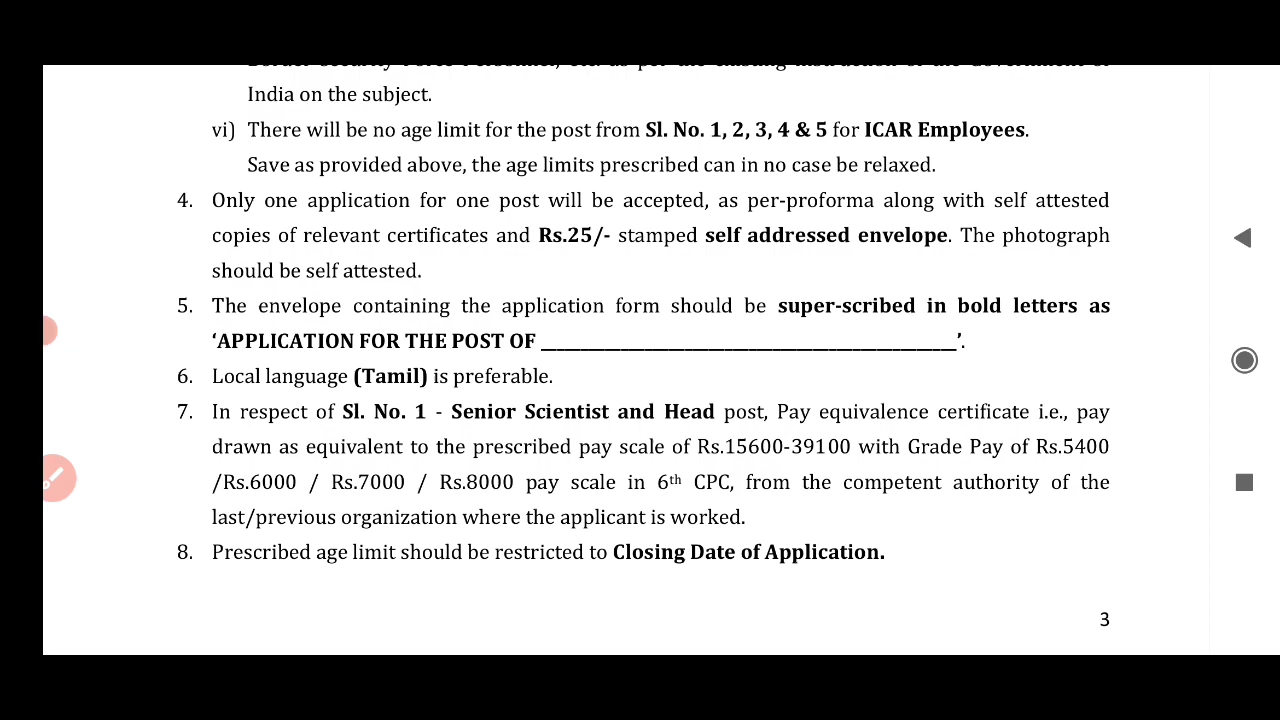 India on the subject.
vi) There will be no age limit for the post from Sl. No. 1, 2, 3, 4 & 5 for ICAR Employees.
Save as provided above, the age limits prescribed can in no case be relaxed.
4. Only one application for one post will be accepted, as per-proforma along with self attested
copies of relevant certificates and Rs.25/- stamped self addressed envelope. The photograph
should be self attested.
5. The envelope containing the application form should be super-scribed in bold letters as
‘APPLICATION FOR THE POST OF ____________________________________________________’.
6. Local language (Tamil) is preferable.
7. In respect of Sl. No. 1 - Senior Scientist and Head post, Pay equivalence certificate i.e., pay
drawn as equivalent to the prescribed pay scale of Rs.15600-39100 with Grade Pay of Rs.5400
/Rs.6000 / Rs.7000 / Rs.8000 pay scale in 6th CPC, from the competent authority of the
last/previous organization where the applicant is worked.
8. Prescribed age limit should be restricted to Closing Date of Application.
3